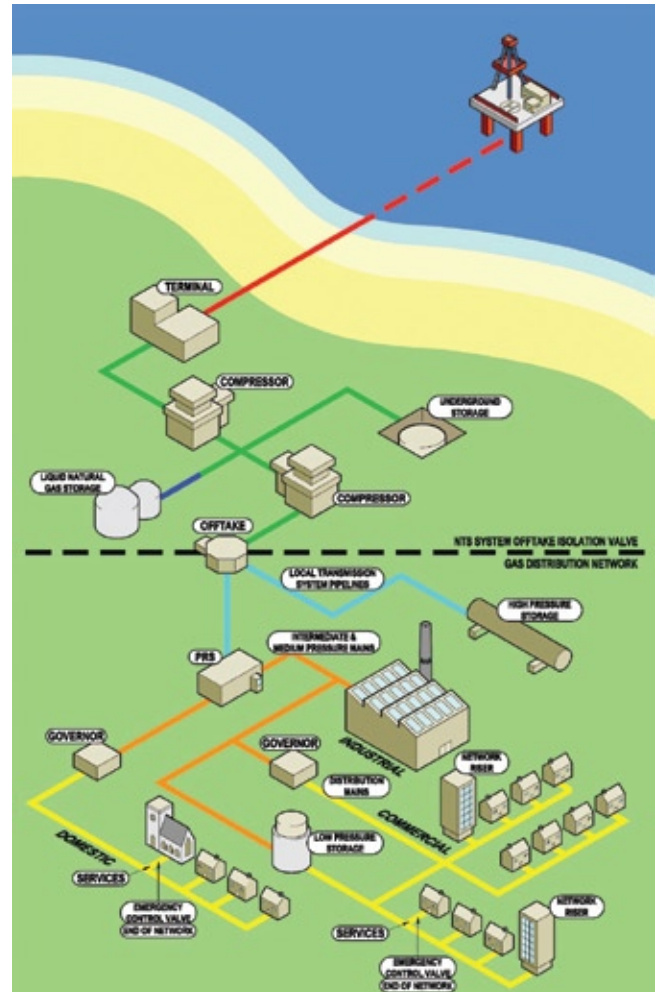 TERMINAL
COMPRESSOR
UNDERGROUND
STORAGE
LIQUID NATURAL
GAS STORAGE
COMPRESSOR
OFFTAKE
NTS SYSTEM OFFTAKE ISOLATION VALVE
GAS DISTRIBUTION NETWORK
LOCAL TRANSMISSION
SYSTEM PIPELINES
HIGH PRESSURE
STORAGE
INTERMEDIATE &
MEDIUM PRESSURE MAINS
PRS
GOVERNOR
GOVERNOR
INDUSTRIAL
NETWORK
RISER
DISTRIBUTION
MAINS
COMMERCIAL
LOW PRESSURE
STORAGE
DOMESTIC
SERVICES
EMERGENCY
CONTROL VALVE
END OF NETWORK
NETWORK
RISER
SERVICES
EMERGENCY
CONTROL VALVE
END OF NETWORK